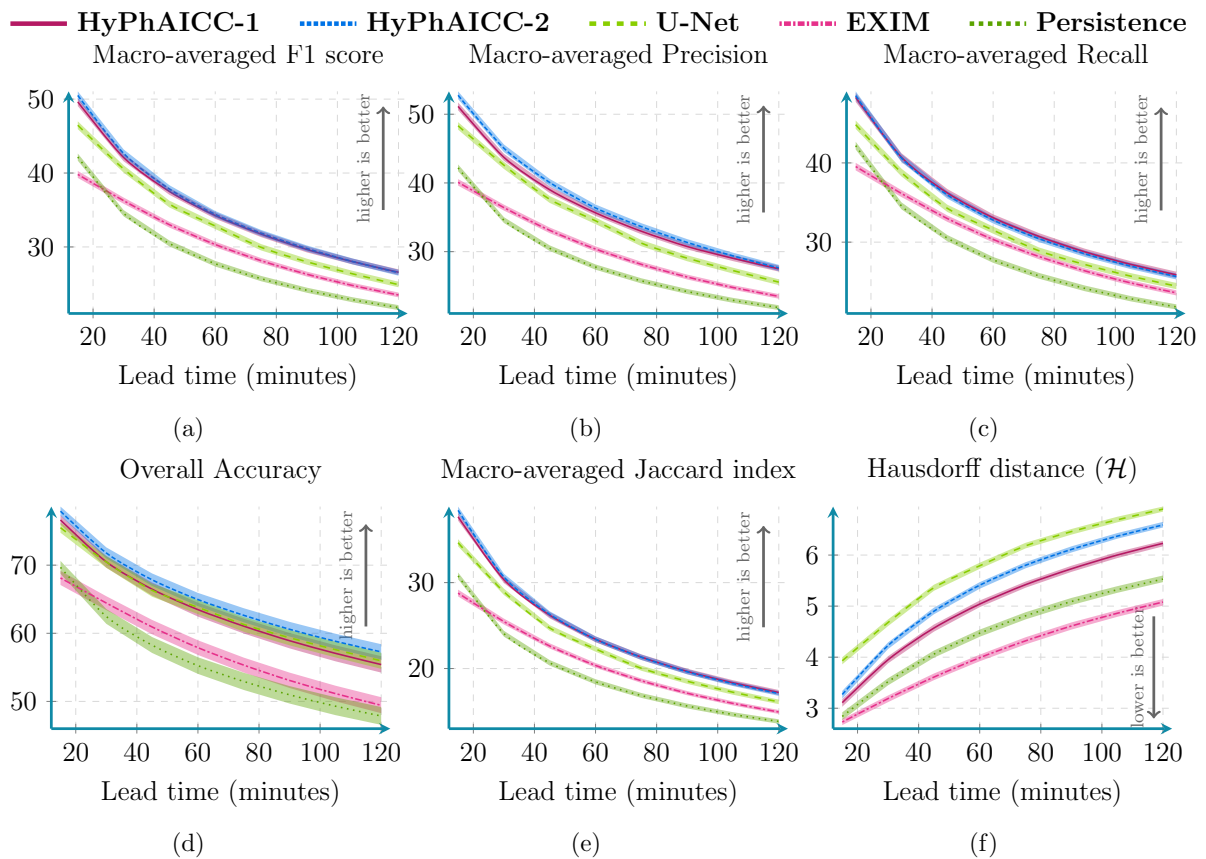 HyPhAICC-1 HyPhAICC-2 U-Net EXIM Persistence
Macro-averaged F1 score
50
40
30
higher is better
20 40 60 80 100 120
Lead time (minutes)
(a)
Macro-averaged Precision
50
40
30
higher is better
20 40 60 80 100 120
Lead time (minutes)
(b)
Macro-averaged Recall
40
30
higher is better
20 40 60 80 100 120
Lead time (minutes)
(c)
Overall Accuracy
70
60
50
higher is better
20 40 60 80 100 120
Lead time (minutes)
(d)
Macro-averaged Jaccard index
30
20
higher is better
20 40 60 80 100 120
Lead time (minutes)
(e)
Hausdorff distance (ℋ)
6
5
4
3
lower is better
20 40 60 80 100 120
Lead time (minutes)
(f)